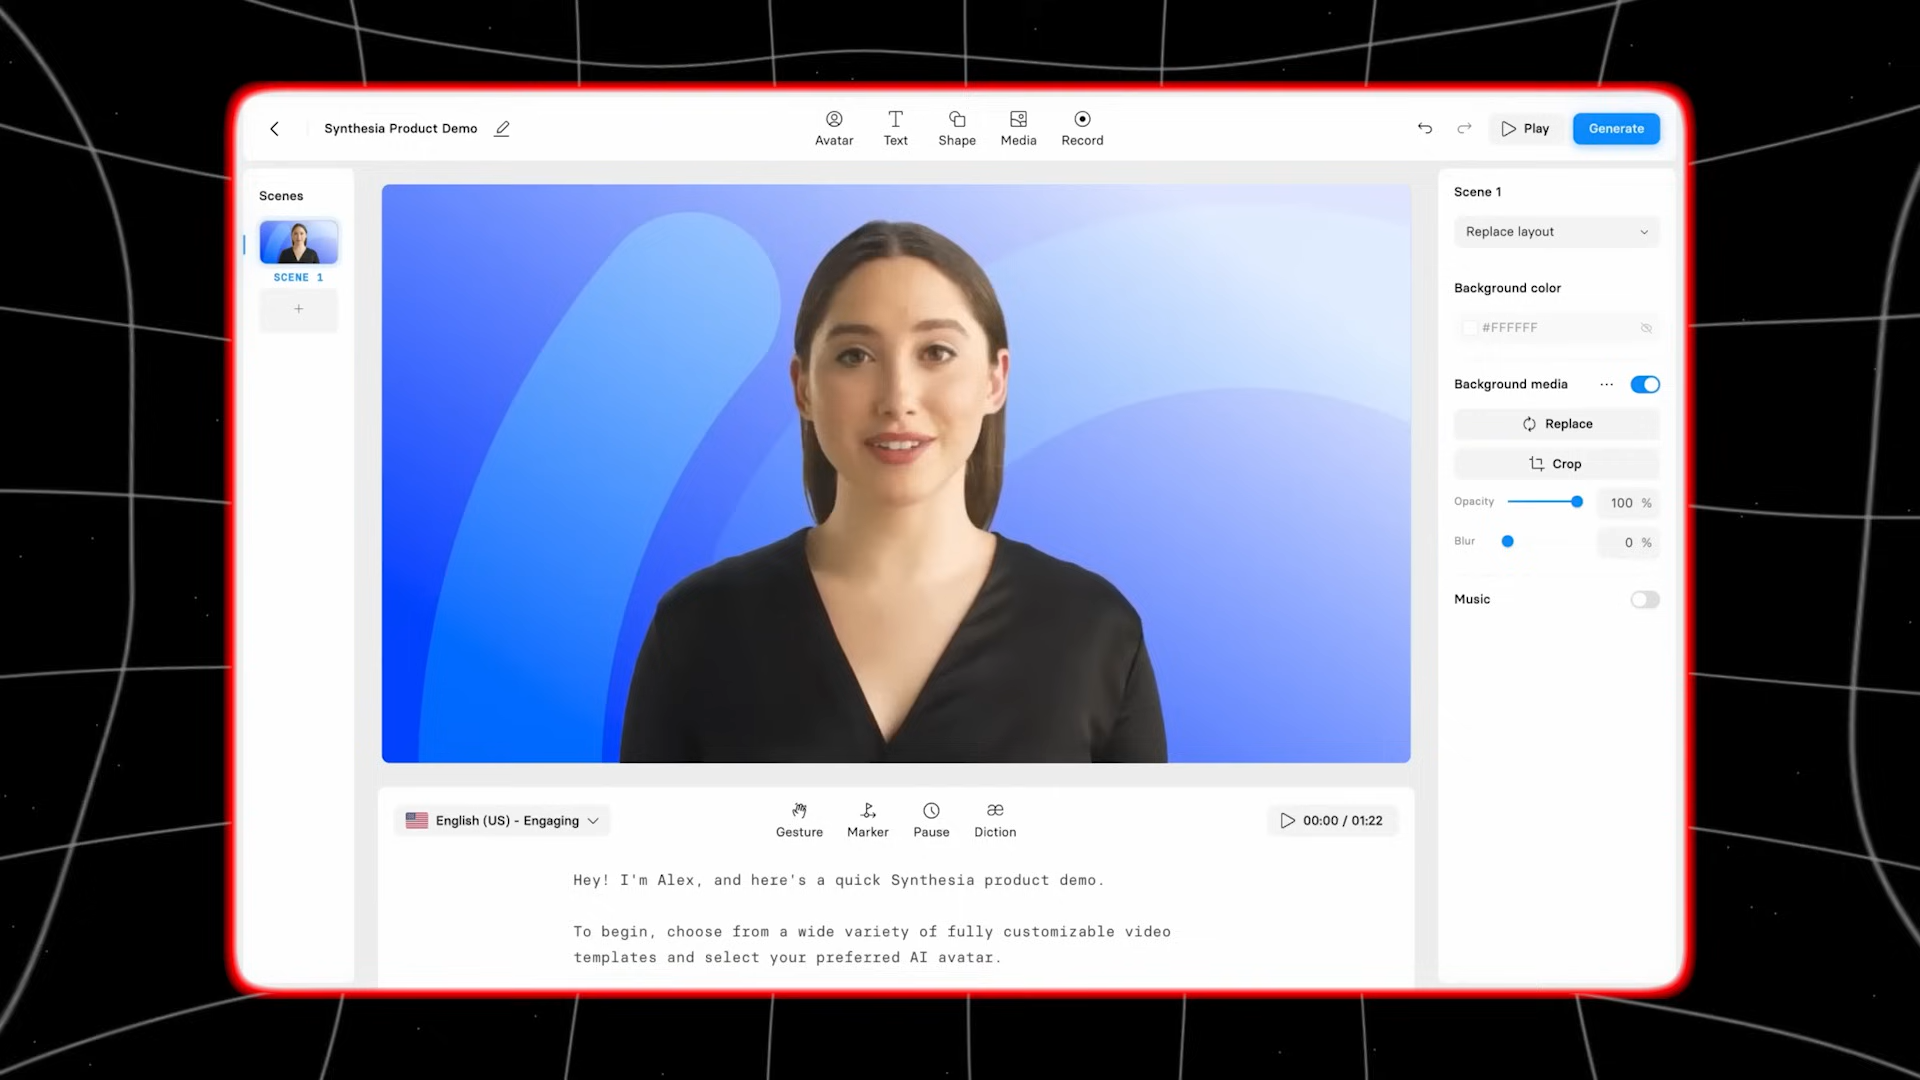 Synthesia Product Demo
Avatar
Text
Shape
Media
Record
Play
Generate
Scenes
SCENE 1
+
Scene 1
Replace layout
Background color
#FFFFFF
Background media
Replace
Crop
Opacity
100 %
Blur
0 %
Music
English (US) - Engaging
Gesture
Marker
Pause
æ
Diction
00:00 / 01:22
Hey! I'm Alex, and here's a quick Synthesia product demo.
To begin, choose from a wide variety of fully customizable video
templates and select your preferred AI avatar.